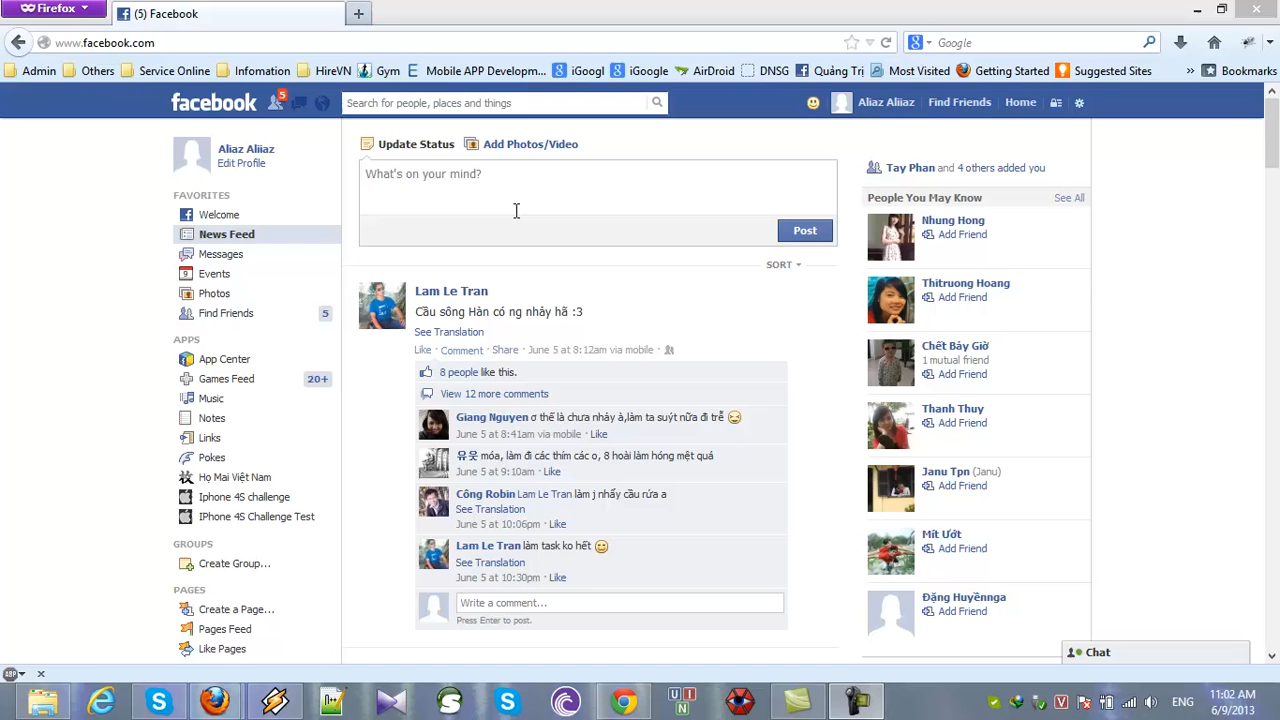 Firefox
(5) Facebook
www.facebook.com
Google
Admin Others Service Online Infomation HireVN Gym Mobile APP Developm... iGoogl iGoogle AirDroid DNSG Quảng Trị Most Visited Getting Started Suggested Sites » Bookmarks
facebook 5 Search for people, places and things Aliaz Aliiaz Find Friends Home
Aliaz Aliiaz
Edit Profile
FAVORITES
Welcome
News Feed
Messages
9 Events
Photos
Find Friends 5
APPS
App Center
Games Feed 20+
Music
Notes
Links
Pokes
Họ Mai Việt Nam
Iphone 4S challenge
IPhone 4S Challenge Test
GROUPS
Create Group...
PAGES
Create a Page...
Pages Feed
Like Pages
Update Status Add Photos/Video
What's on your mind?
Post
SORT
Lam Le Tran
Cầu sông Hàn có ng nhảy hã :3
See Translation
Like · Comment · Share · June 5 at 8:12am via mobile ·
8 people like this.
View 12 more comments
Giang Nguyen ơ thế là chưa nhảy à,làm ta suýt nữa đi trễ
June 5 at 8:41am via mobile · Like
유웃 móa, làm đi các thím các o, 8 hoài làm hóng mệt quá
June 5 at 9:10am · Like
Công Robin Lam Le Tran làm j nhẩy cầu rứa a
See Translation
June 5 at 10:06pm · Like
Lam Le Tran làm task ko hết
See Translation
June 5 at 10:30pm · Like
Write a comment...
Press Enter to post.
Tay Phan and 4 others added you
People You May Know See All
Nhung Hong
Add Friend
Thitruong Hoang
Add Friend
Chết Bây Giờ
1 mutual friend
Add Friend
Thanh Thuy
Add Friend
Janu Tpn (Janu)
Add Friend
Mít Ướt
Add Friend
Đặng Huyềnnga
Add Friend
Chat
ABP
U I N
ENG
11:02 AM
6/9/2013